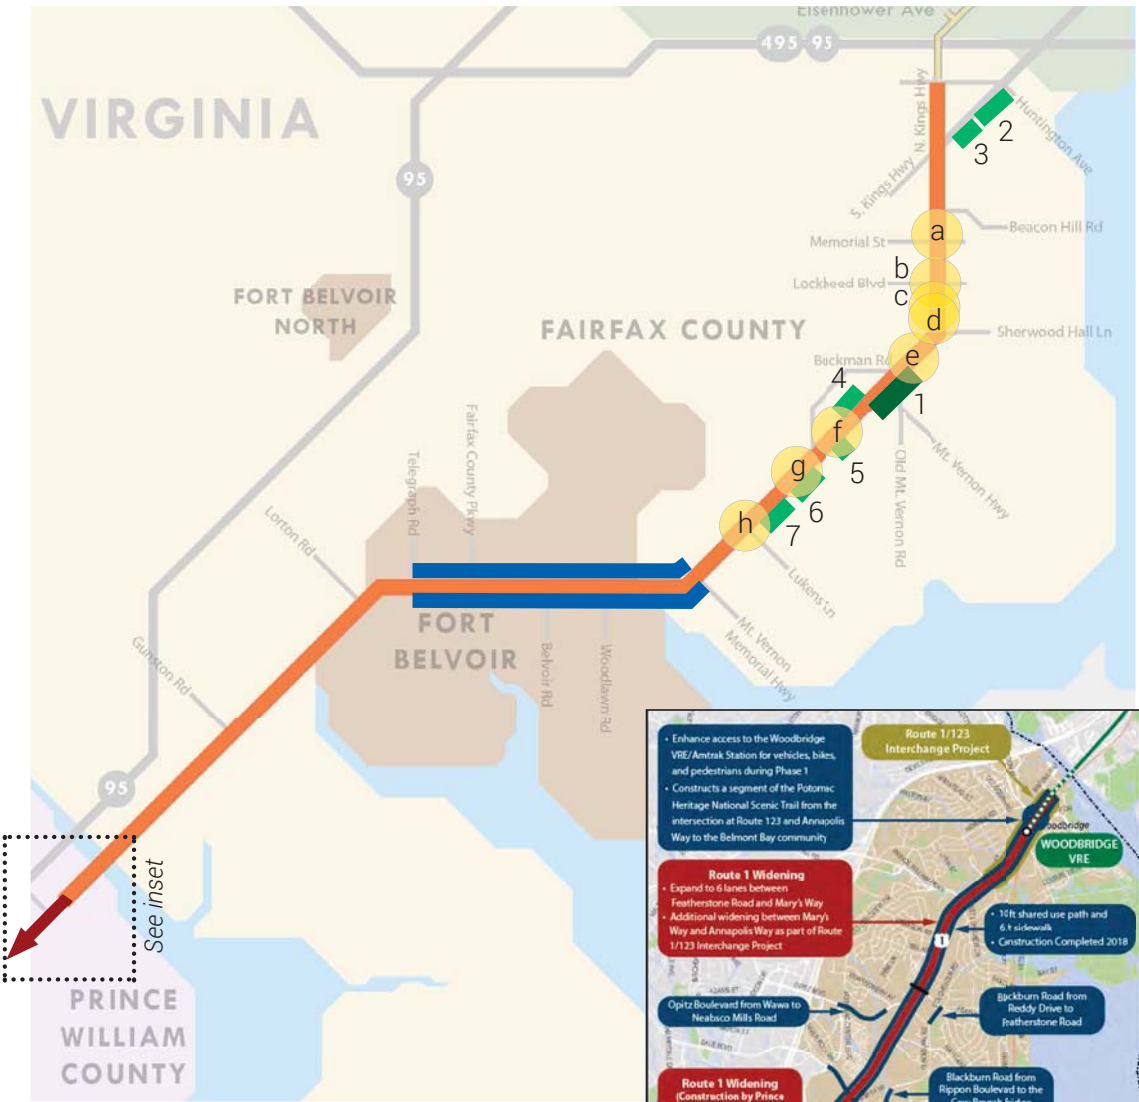 Eisenhower Ave
495 95
VIRGINIA
N. Kings Hwy
Huntington Ave
2
3
95
S. Kings Hwy
a
Beacon Hill Rd
Memorial St
b
Lockheed Blvd
c
FORT BELVOIR
NORTH
FAIRFAX COUNTY
d
Sherwood Hall Ln
e
Buckman Rd
4
1
f
Fairfax County Pkwy
Telegraph Rd
Mt. Vernon Hwy
Old Mt. Vernon Rd
5
g
6
h
7
Lorton Rd
Lukens Ln
FORT
BELVOIR
Mt. Vernon
Memorial Hwy
Belvoir Rd
Woodlawn Rd
Gunston Rd
95
See inset
PRINCE
WILLIAM
COUNTY
• Enhance access to the Woodbridge
VRE/Amtrak Station for vehicles, bikes,
and pedestrians during Phase 1
• Constructs a segment of the Potomac
Heritage National Scenic Trail from the
intersection at Route 123 and Annapolis
Way to the Belmont Bay community
Route 1/123
Interchange Project
Woodbridge
WOODBRIDGE
VRE
Route 1 Widening
• Expand to 6 lanes between
Featherstone Road and Mary's Way
• Additional widening between Mary's
Way and Annapolis Way as part of Route
1/123 Interchange Project
1
• 10ft shared use path and
6ft sidewalk
• Construction Completed 2018
Opitz Boulevard from Wawa to
Neabsco Mills Road
Blackburn Road from
Reddy Drive to
Featherstone Road
Route 1 Widening
(Construction by Prince
Blackburn Road from
Rippon Boulevard to the